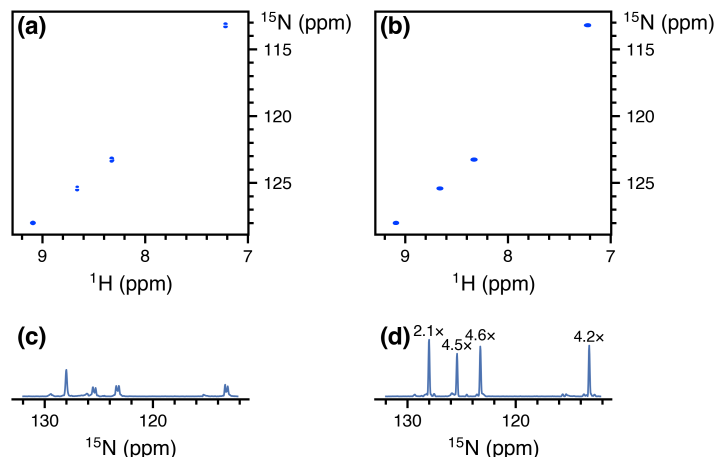 (a)
¹⁵N (ppm)
115
120
125
9 8 7
¹H (ppm)
(b)
¹⁵N (ppm)
115
120
125
9 8 7
¹H (ppm)
(c)
130 120
¹⁵N (ppm)
(d)
2.1×
4.5×
4.6×
4.2×
130 120
¹⁵N (ppm)